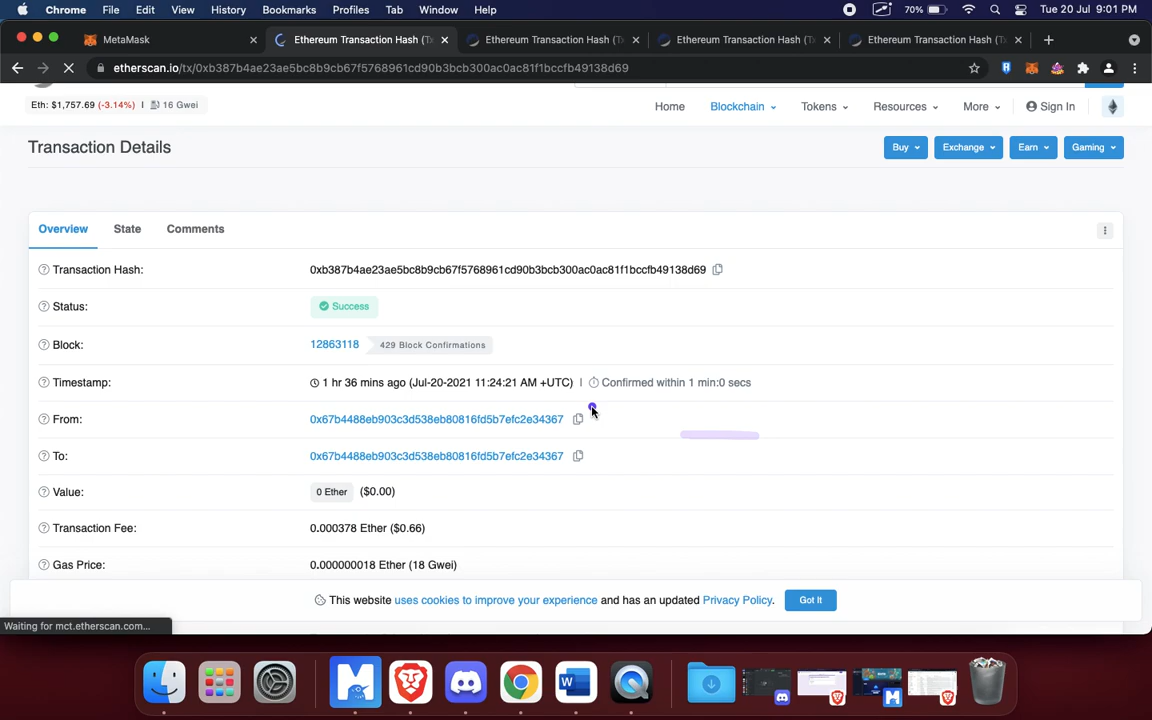 Chrome File Edit View History Bookmarks Profiles Tab Window Help 70% Tue 20 Jul 9:01 PM
MetaMask Ethereum Transaction Hash (Tx Ethereum Transaction Hash (Tx Ethereum Transaction Hash (Tx Ethereum Transaction Hash (Tx
etherscan.io/tx/0xb387b4ae23ae5bc8b9cb67f5768961cd90b3bcb300ac0ac81f1bccfb49138d69
Eth: $1,757.69 (-3.14%) | 16 Gwei
Home Blockchain Tokens Resources More Sign In
Transaction Details
Buy Exchange Earn Gaming
Overview State Comments
Transaction Hash: 0xb387b4ae23ae5bc8b9cb67f5768961cd90b3bcb300ac0ac81f1bccfb49138d69
Status: Success
Block: 12863118 429 Block Confirmations
Timestamp: 1 hr 36 mins ago (Jul-20-2021 11:24:21 AM +UTC) | Confirmed within 1 min:0 secs
From: 0x67b4488eb903c3d538eb80816fd5b7efc2e34367
To: 0x67b4488eb903c3d538eb80816fd5b7efc2e34367
Value: 0 Ether ($0.00)
Transaction Fee: 0.000378 Ether ($0.66)
Gas Price: 0.000000018 Ether (18 Gwei)
This website uses cookies to improve your experience and has an updated Privacy Policy. Got It
Waiting for mct.etherscan.com...